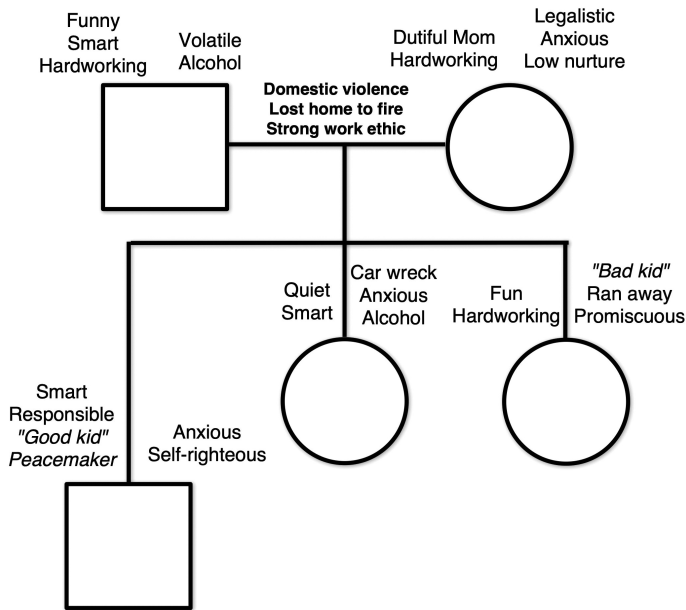 Funny
Smart
Hardworking
Volatile
Alcohol
Dutiful Mom
Hardworking
Legalistic
Anxious
Low nurture
Domestic violence
Lost home to fire
Strong work ethic
Smart
Responsible
"Good kid"
Peacemaker
Anxious
Self-righteous
Quiet
Smart
Car wreck
Anxious
Alcohol
Fun
Hardworking
"Bad kid"
Ran away
Promiscuous